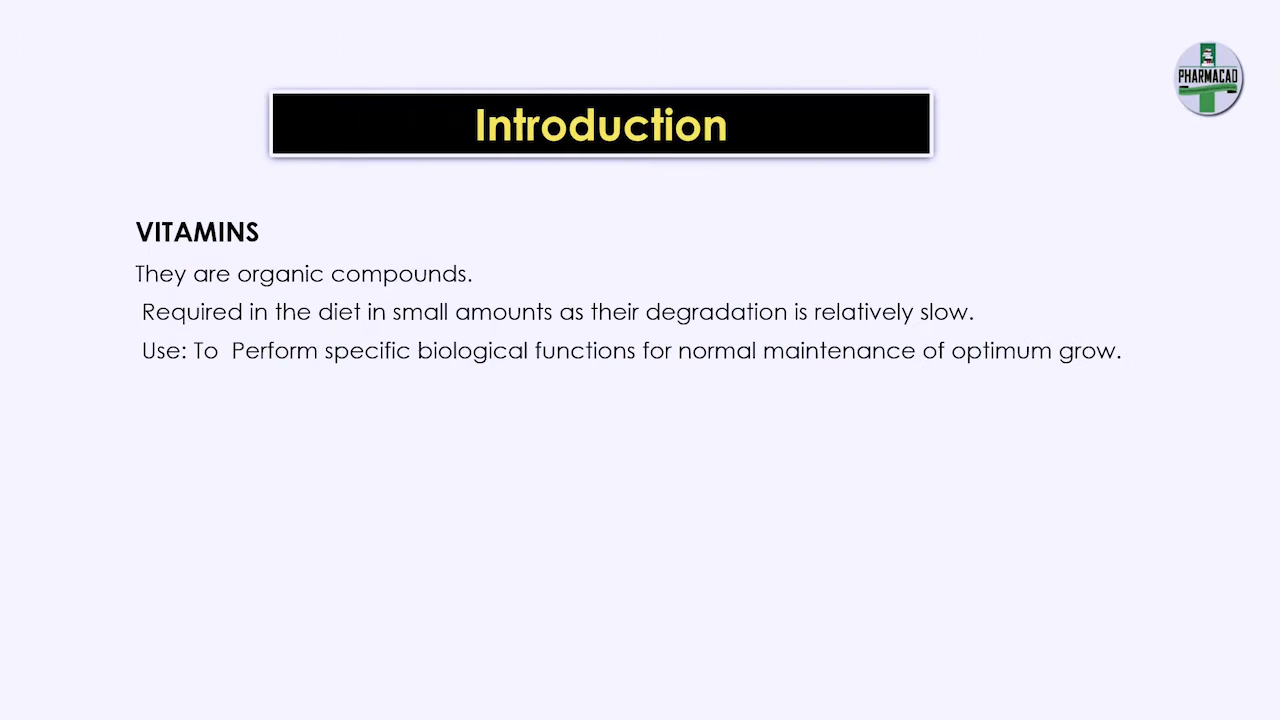 PHARMACAD
Introduction
VITAMINS
They are organic compounds.
Required in the diet in small amounts as their degradation is relatively slow.
Use: To  Perform specific biological functions for normal maintenance of optimum grow.